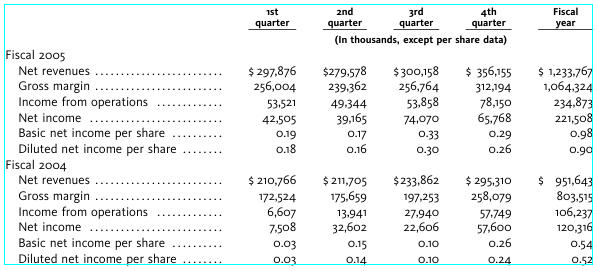 1st 2nd 3rd 4th Fiscal
quarter quarter quarter quarter year
(In thousands, except per share data)
Fiscal 2005
Net revenues ......................... $ 297,876 $279,578 $300,158 $ 356,155 $ 1,233,767
Gross margin ......................... 256,004 239,362 256,764 312,194 1,064,324
Income from operations ............. 53,521 49,344 53,858 78,150 234,873
Net income ........................... 42,505 39,165 74,070 65,768 221,508
Basic net income per share .......... 0.19 0.17 0.33 0.29 0.98
Diluted net income per share ........ 0.18 0.16 0.30 0.26 0.90
Fiscal 2004
Net revenues ......................... $ 210,766 $ 211,705 $233,862 $ 295,310 $ 951,643
Gross margin ......................... 172,524 175,659 197,253 258,079 803,515
Income from operations ............. 6,607 13,941 27,940 57,749 106,237
Net income ........................... 7,508 32,602 22,606 57,600 120,316
Basic net income per share .......... 0.03 0.15 0.10 0.26 0.54
Diluted net income per share ........ 0.03 0.14 0.10 0.24 0.52